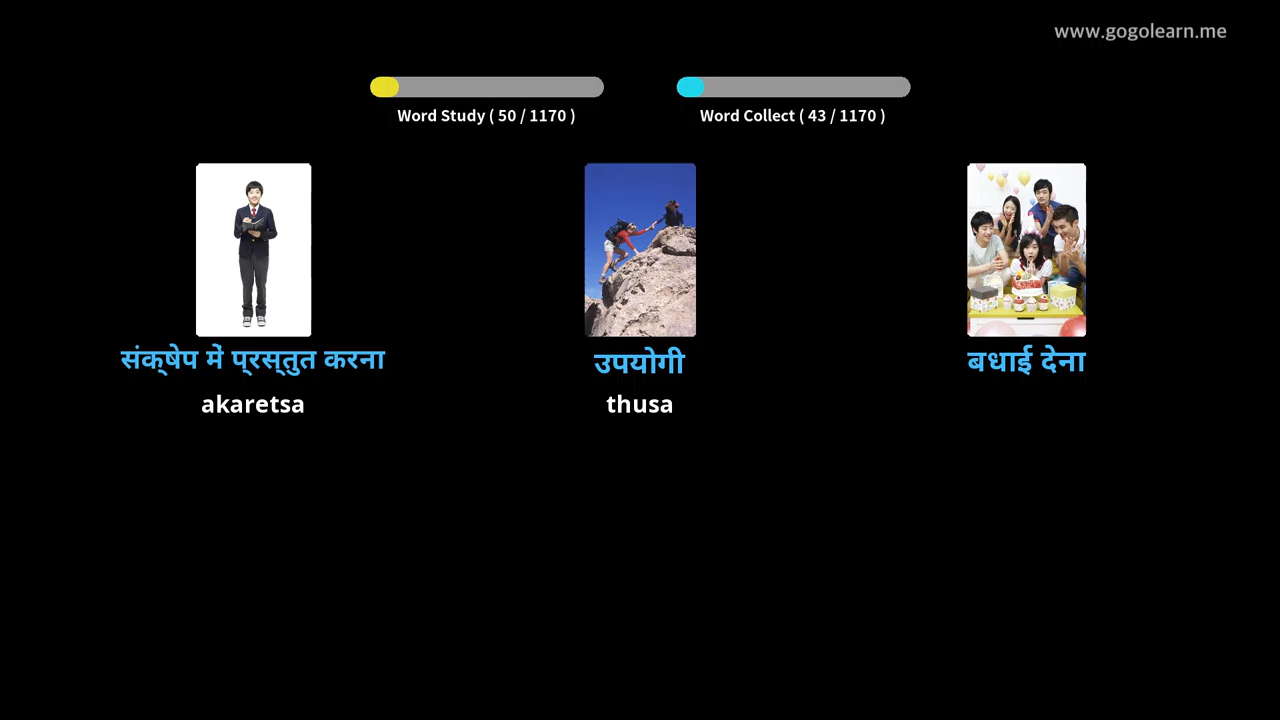 www.gogolearn.me
Word Study ( 50 / 1170 )
Word Collect ( 43 / 1170 )
संक्षेप में प्रस्तुत करना
उपयोगी
बधाई देना
akaretsa
thusa